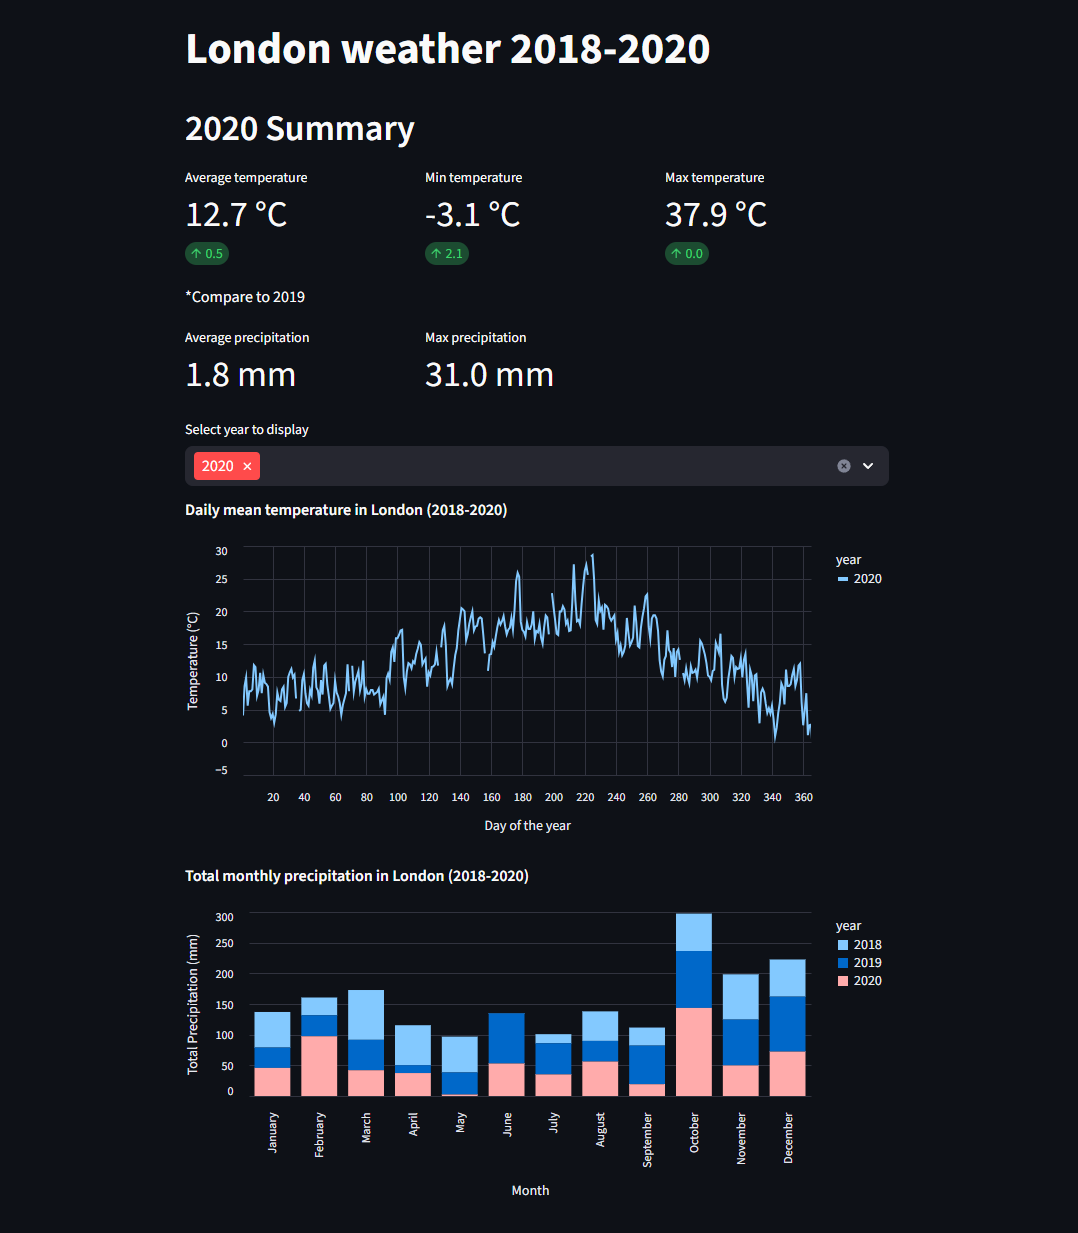 London weather 2018-2020
2020 Summary
Average temperature
Min temperature
Max temperature
12.7 °C
-3.1 °C
37.9 °C
↑ 0.5
↑ 2.1
↑ 0.0
*Compare to 2019
Average precipitation
Max precipitation
1.8 mm
31.0 mm
Select year to display
2020
Daily mean temperature in London (2018-2020)
Temperature (°C)
30
25
20
15
10
5
0
−5
20 40 60 80 100 120 140 160 180 200 220 240 260 280 300 320 340 360
Day of the year
year
2020
Total monthly precipitation in London (2018-2020)
Total Precipitation (mm)
300
250
200
150
100
50
0
January February March April May June July August September October November December
Month
year
2018
2019
2020